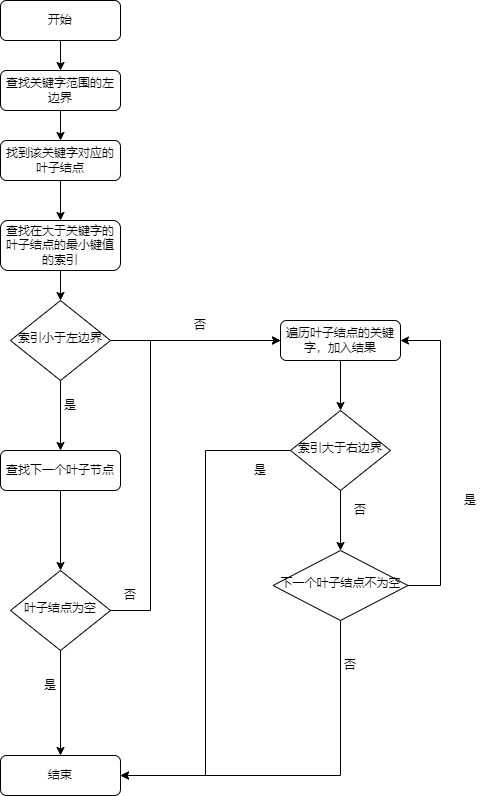 开始
查找关键字范围的左
边界
找到该关键字对应的
叶子结点
查找在大于关键字的
叶子结点的最小键值
的索引
索引小于左边界
否
遍历叶子结点的关键
字，加入结果
是
索引大于右边界
是
查找下一个叶子节点
是
否
下一个叶子结点不为空
叶子结点为空
否
否
是
结束